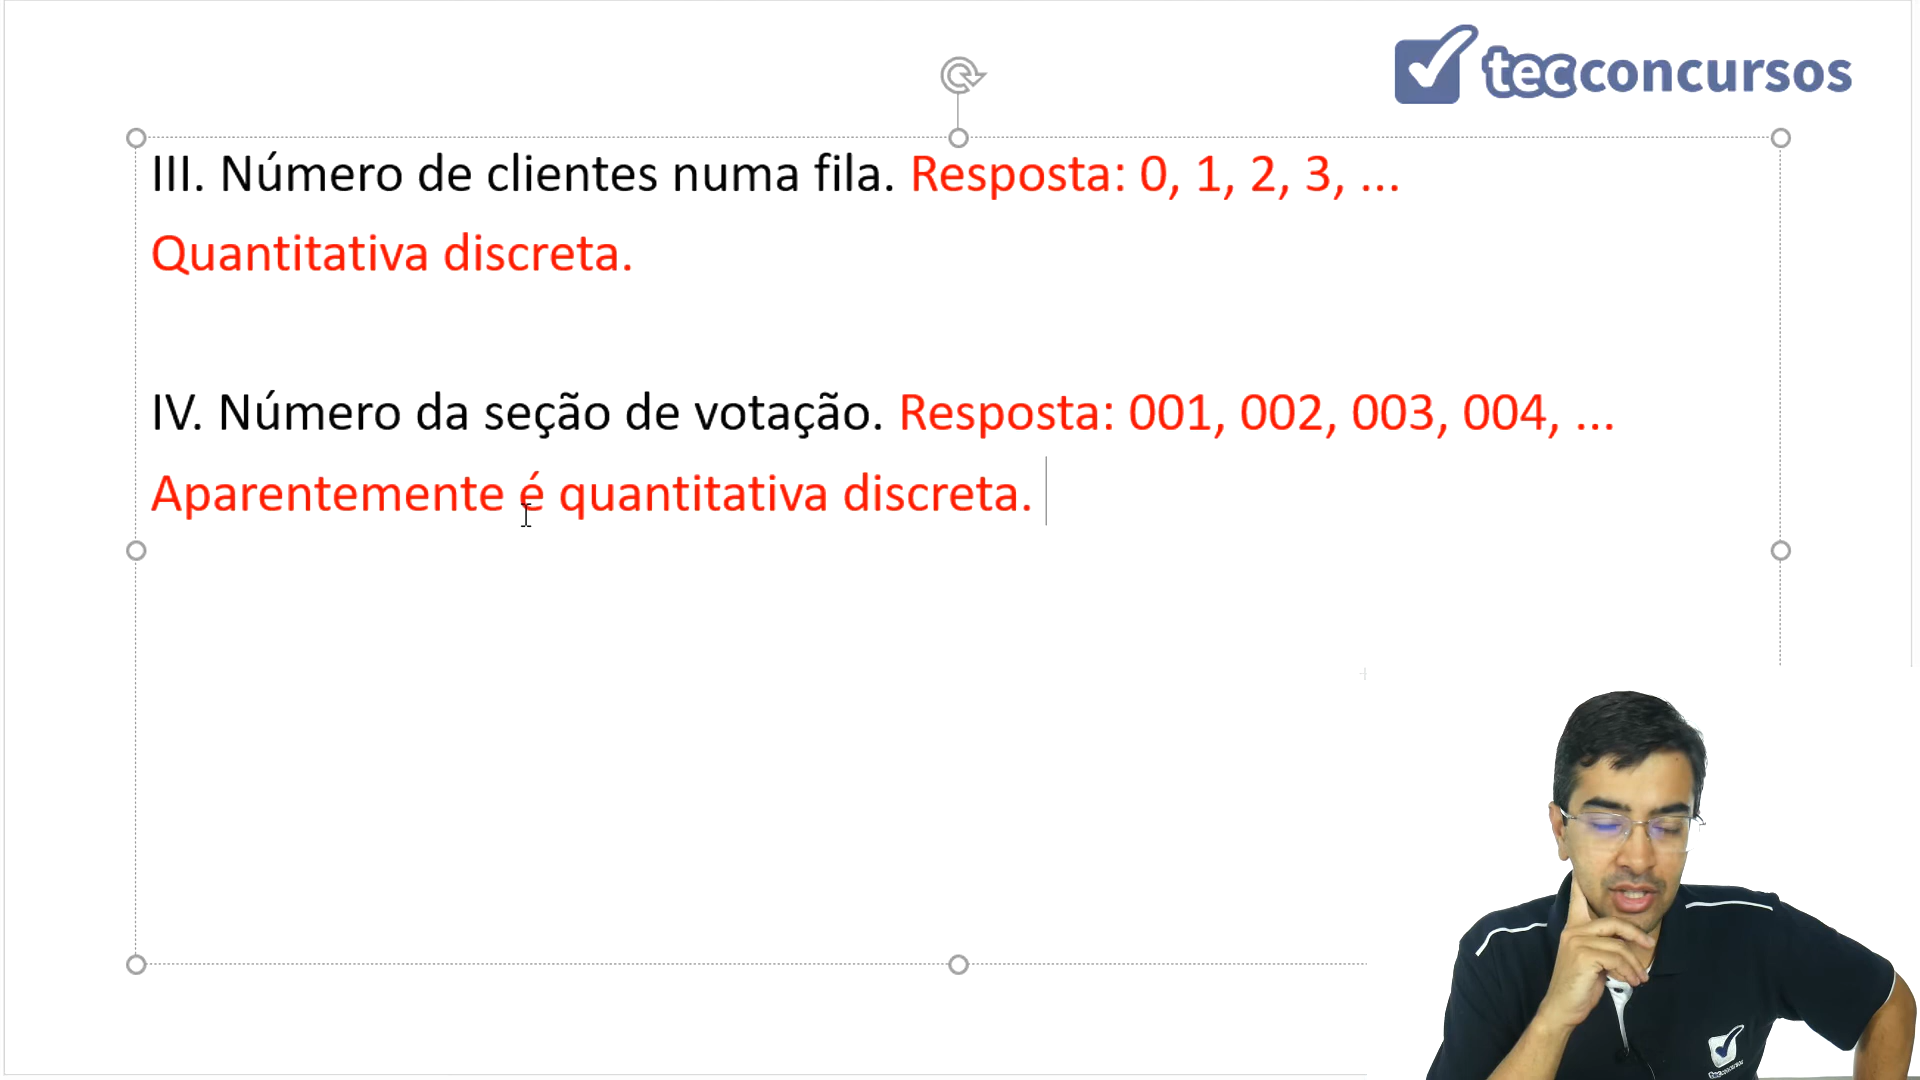 tecconcursos
III. Número de clientes numa fila. Resposta: 0, 1, 2, 3, ...
Quantitativa discreta.
IV. Número da seção de votação. Resposta: 001, 002, 003, 004, ...
Aparentemente é quantitativa discreta.